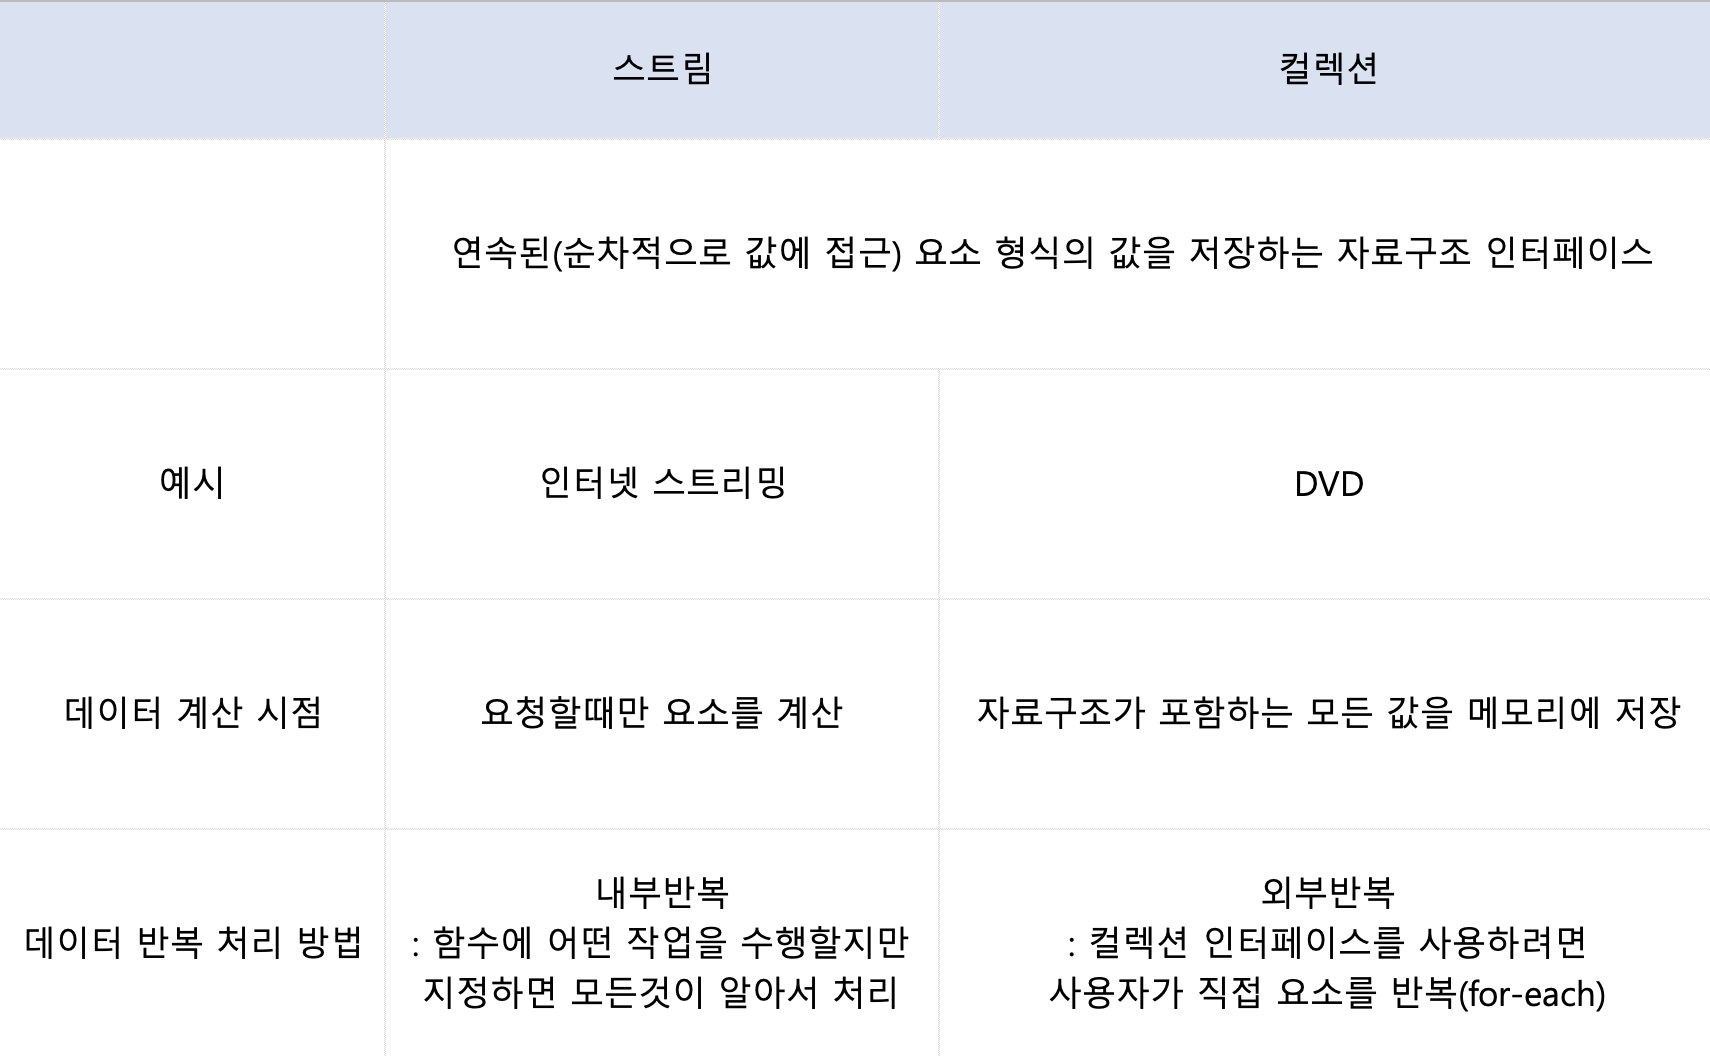 스트림
컬렉션
연속된(순차적으로 값에 접근) 요소 형식의 값을 저장하는 자료구조 인터페이스
예시
인터넷 스트리밍
DVD
데이터 계산 시점
요청할때만 요소를 계산
자료구조가 포함하는 모든 값을 메모리에 저장
데이터 반복 처리 방법
내부반복
: 함수에 어떤 작업을 수행할지만
지정하면 모든것이 알아서 처리
외부반복
: 컬렉션 인터페이스를 사용하려면
사용자가 직접 요소를 반복(for-each)